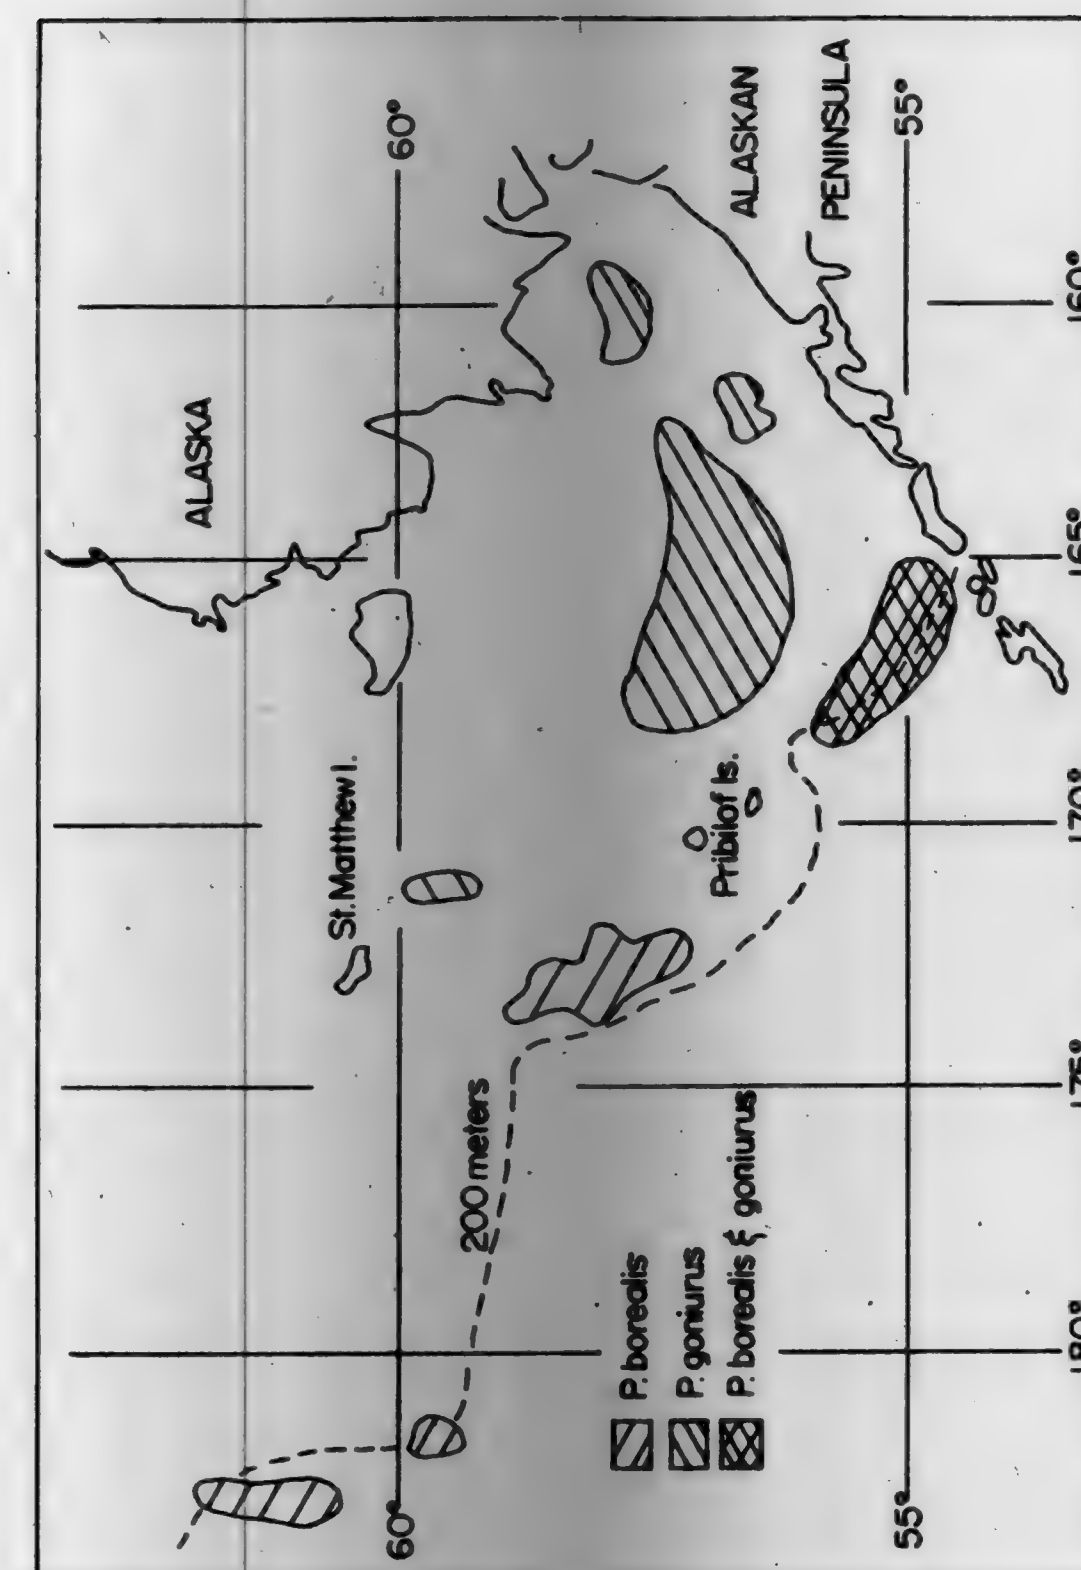 ALASKA
ALASKAN
PENINSULA
60°
55°
St. Matthew I.
Pribilof Is.
200 meters
P. borealis
P. goniurus
P. borealis & goniurus
60°
55°
180°
175°
170°
165°
160°